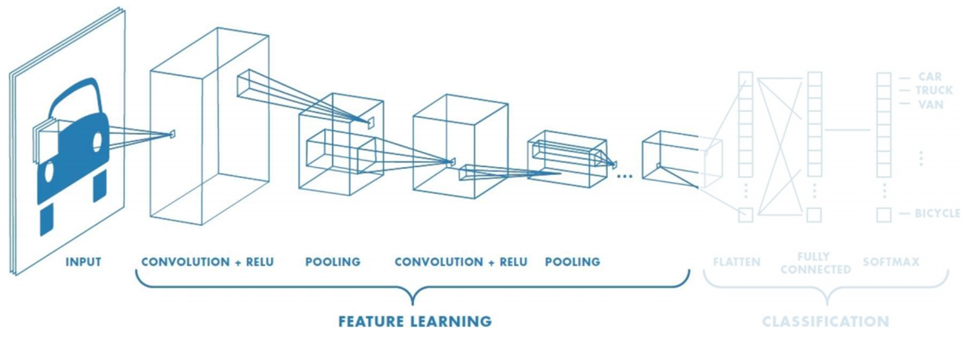 CAR
TRUCK
VAN
BICYCLE
INPUT
CONVOLUTION + RELU
POOLING
CONVOLUTION + RELU
POOLING
FLATTEN
FULLY
CONNECTED
SOFTMAX
FEATURE LEARNING
CLASSIFICATION